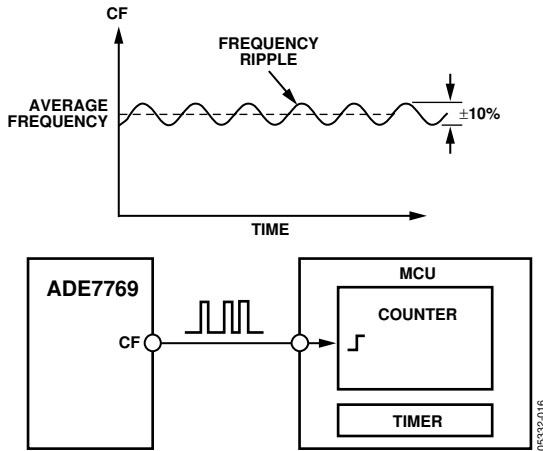 CF
FREQUENCY
RIPPLE
AVERAGE
FREQUENCY
±10%
TIME
ADE7769
CF
MCU
COUNTER
TIMER
05332-016